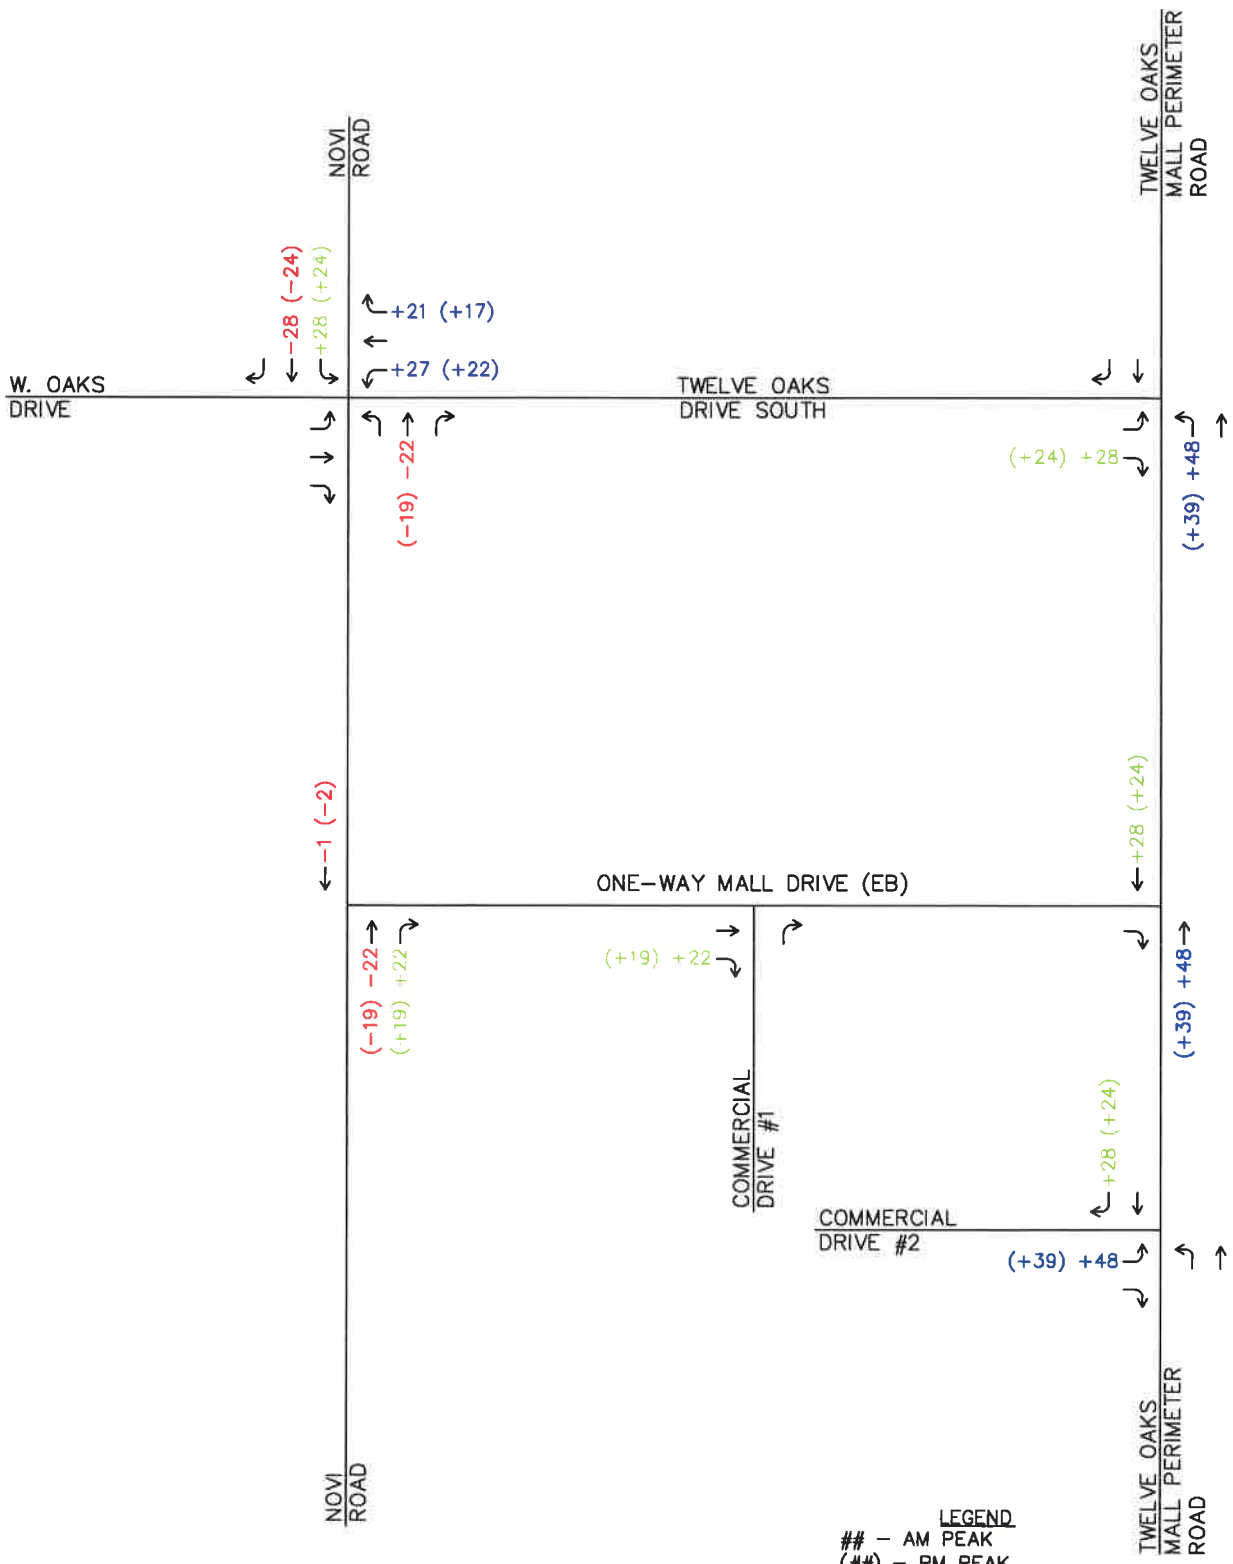 TWELVE OAKS
MALL PERIMETER
ROAD
NOVI
ROAD
-28 (-24)
+28 (+24)
+21 (+17)
+27 (+22)
W. OAKS
DRIVE
TWELVE OAKS
DRIVE SOUTH
(-19) -22
(+24) +28
(+39) +48
-1 (-2)
+28 (+24)
ONE-WAY MALL DRIVE (EB)
(-19) -22
(+19) +22
(+19) +22
(+39) +48
COMMERCIAL
DRIVE #1
+28 (+24)
COMMERCIAL
DRIVE #2
(+39) +48
NOVI
ROAD
TWELVE OAKS
MALL PERIMETER
ROAD
LEGEND
## - AM PEAK
(##) - PM PEAK